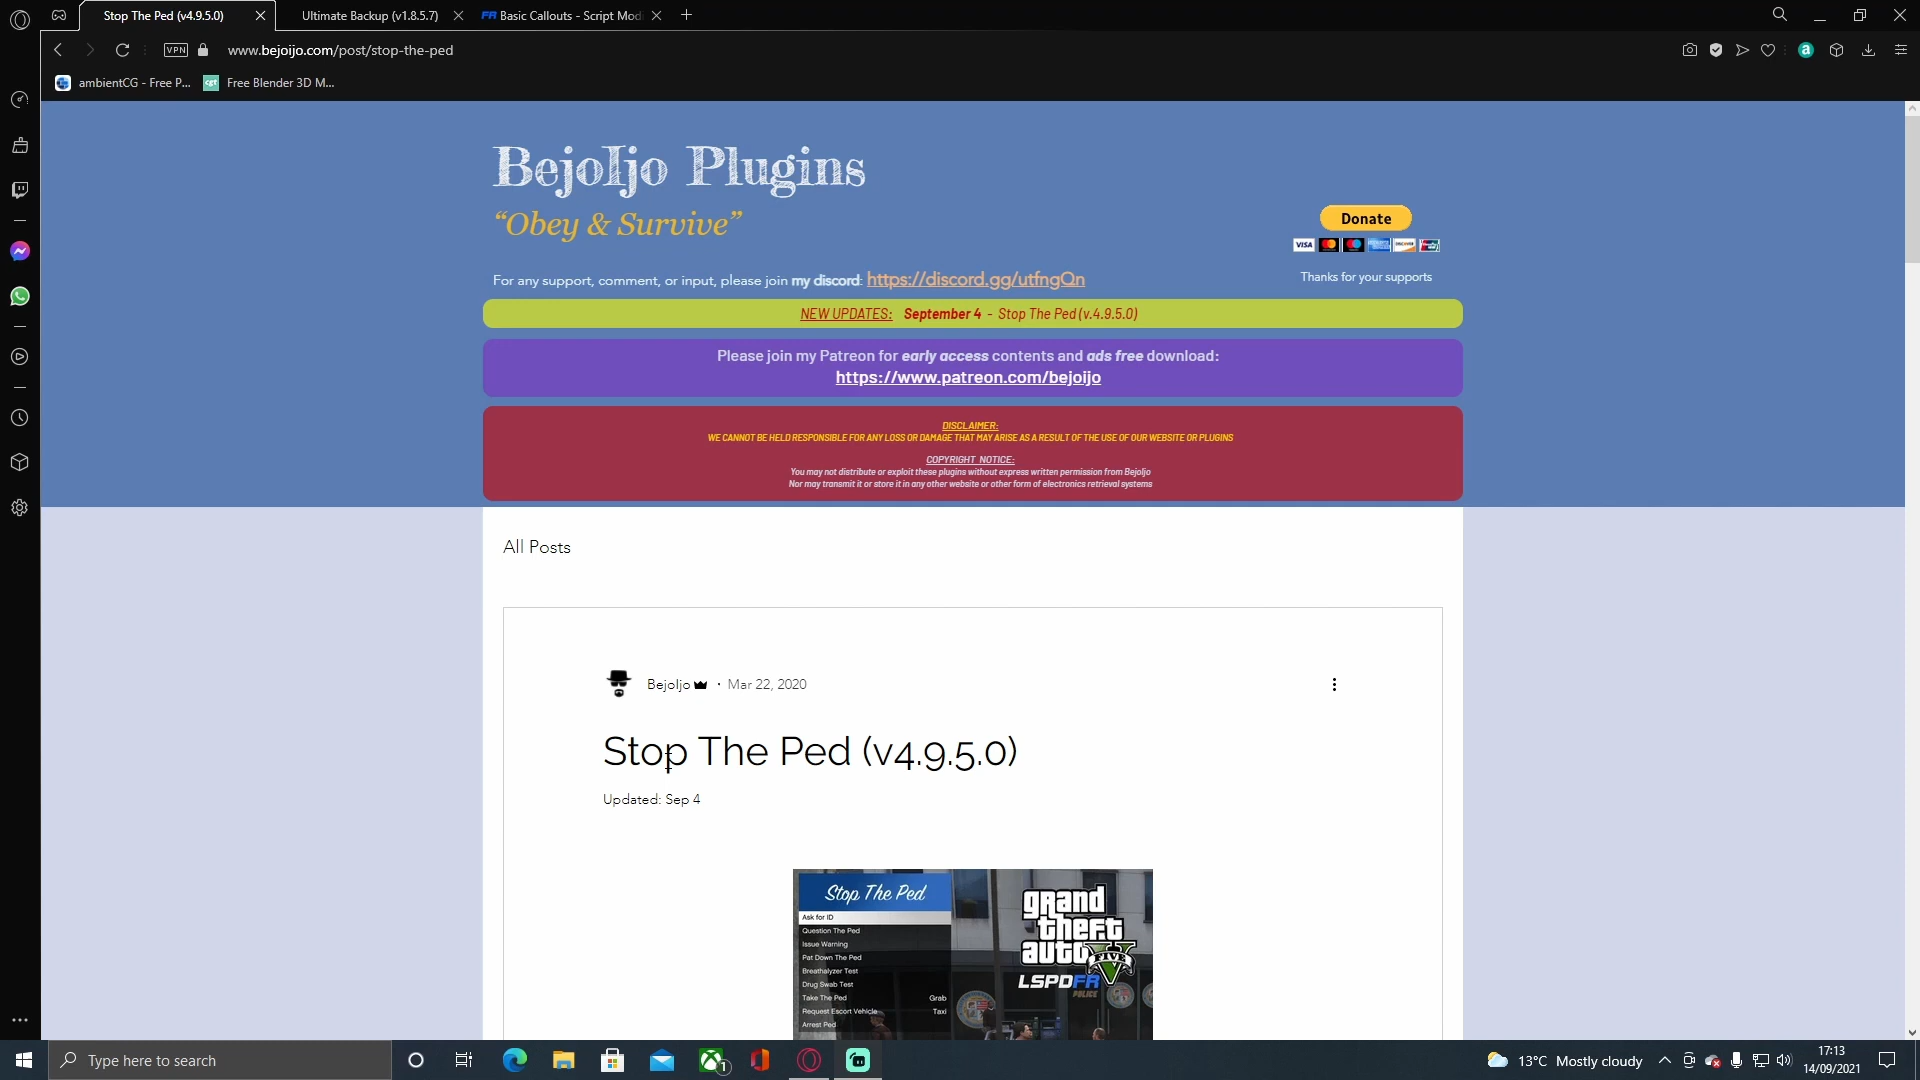 Stop The Ped (v4.9.5.0)
Ultimate Backup (v1.8.5.7)
FR Basic Callouts - Script Mod
VPN
www.bejoijo.com/post/stop-the-ped
a
ambientCG - Free P...
cgt
Free Blender 3D M...
BejoIjo Plugins
“Obey & Survive”
Donate
VISA
For any support, comment, or input, please join my discord: https://discord.gg/utfngQn
Thanks for your supports
NEW UPDATES: September 4 - Stop The Ped (v.4.9.5.0)
Please join my Patreon for early access contents and ads free download:
https://www.patreon.com/bejoijo
DISCLAIMER:
WE CANNOT BE HELD RESPONSIBLE FOR ANY LOSS OR DAMAGE THAT MAY ARISE AS A RESULT OF THE USE OF OUR WEBSITE OR PLUGINS
COPYRIGHT NOTICE:
You may not distribute or exploit these plugins without express written permission from BejoIjo
Nor may transmit it or store it in any other website or other form of electronics retrieval systems
All Posts
BejoIjo · Mar 22, 2020
Stop The Ped (v4.9.5.0)
Updated: Sep 4
Stop The Ped
Ask for ID
Question The Ped
Issue Warning
Pat Down The Ped
Breathalyzer Test
Drug Swab Test
Take The Ped Grab
Request Escort Vehicle Taxi
Arrest Ped
grand
theft
auto
V
FIVE
LSPDFR
POLICE
Type here to search
1
13°C Mostly cloudy
17:13
14/09/2021